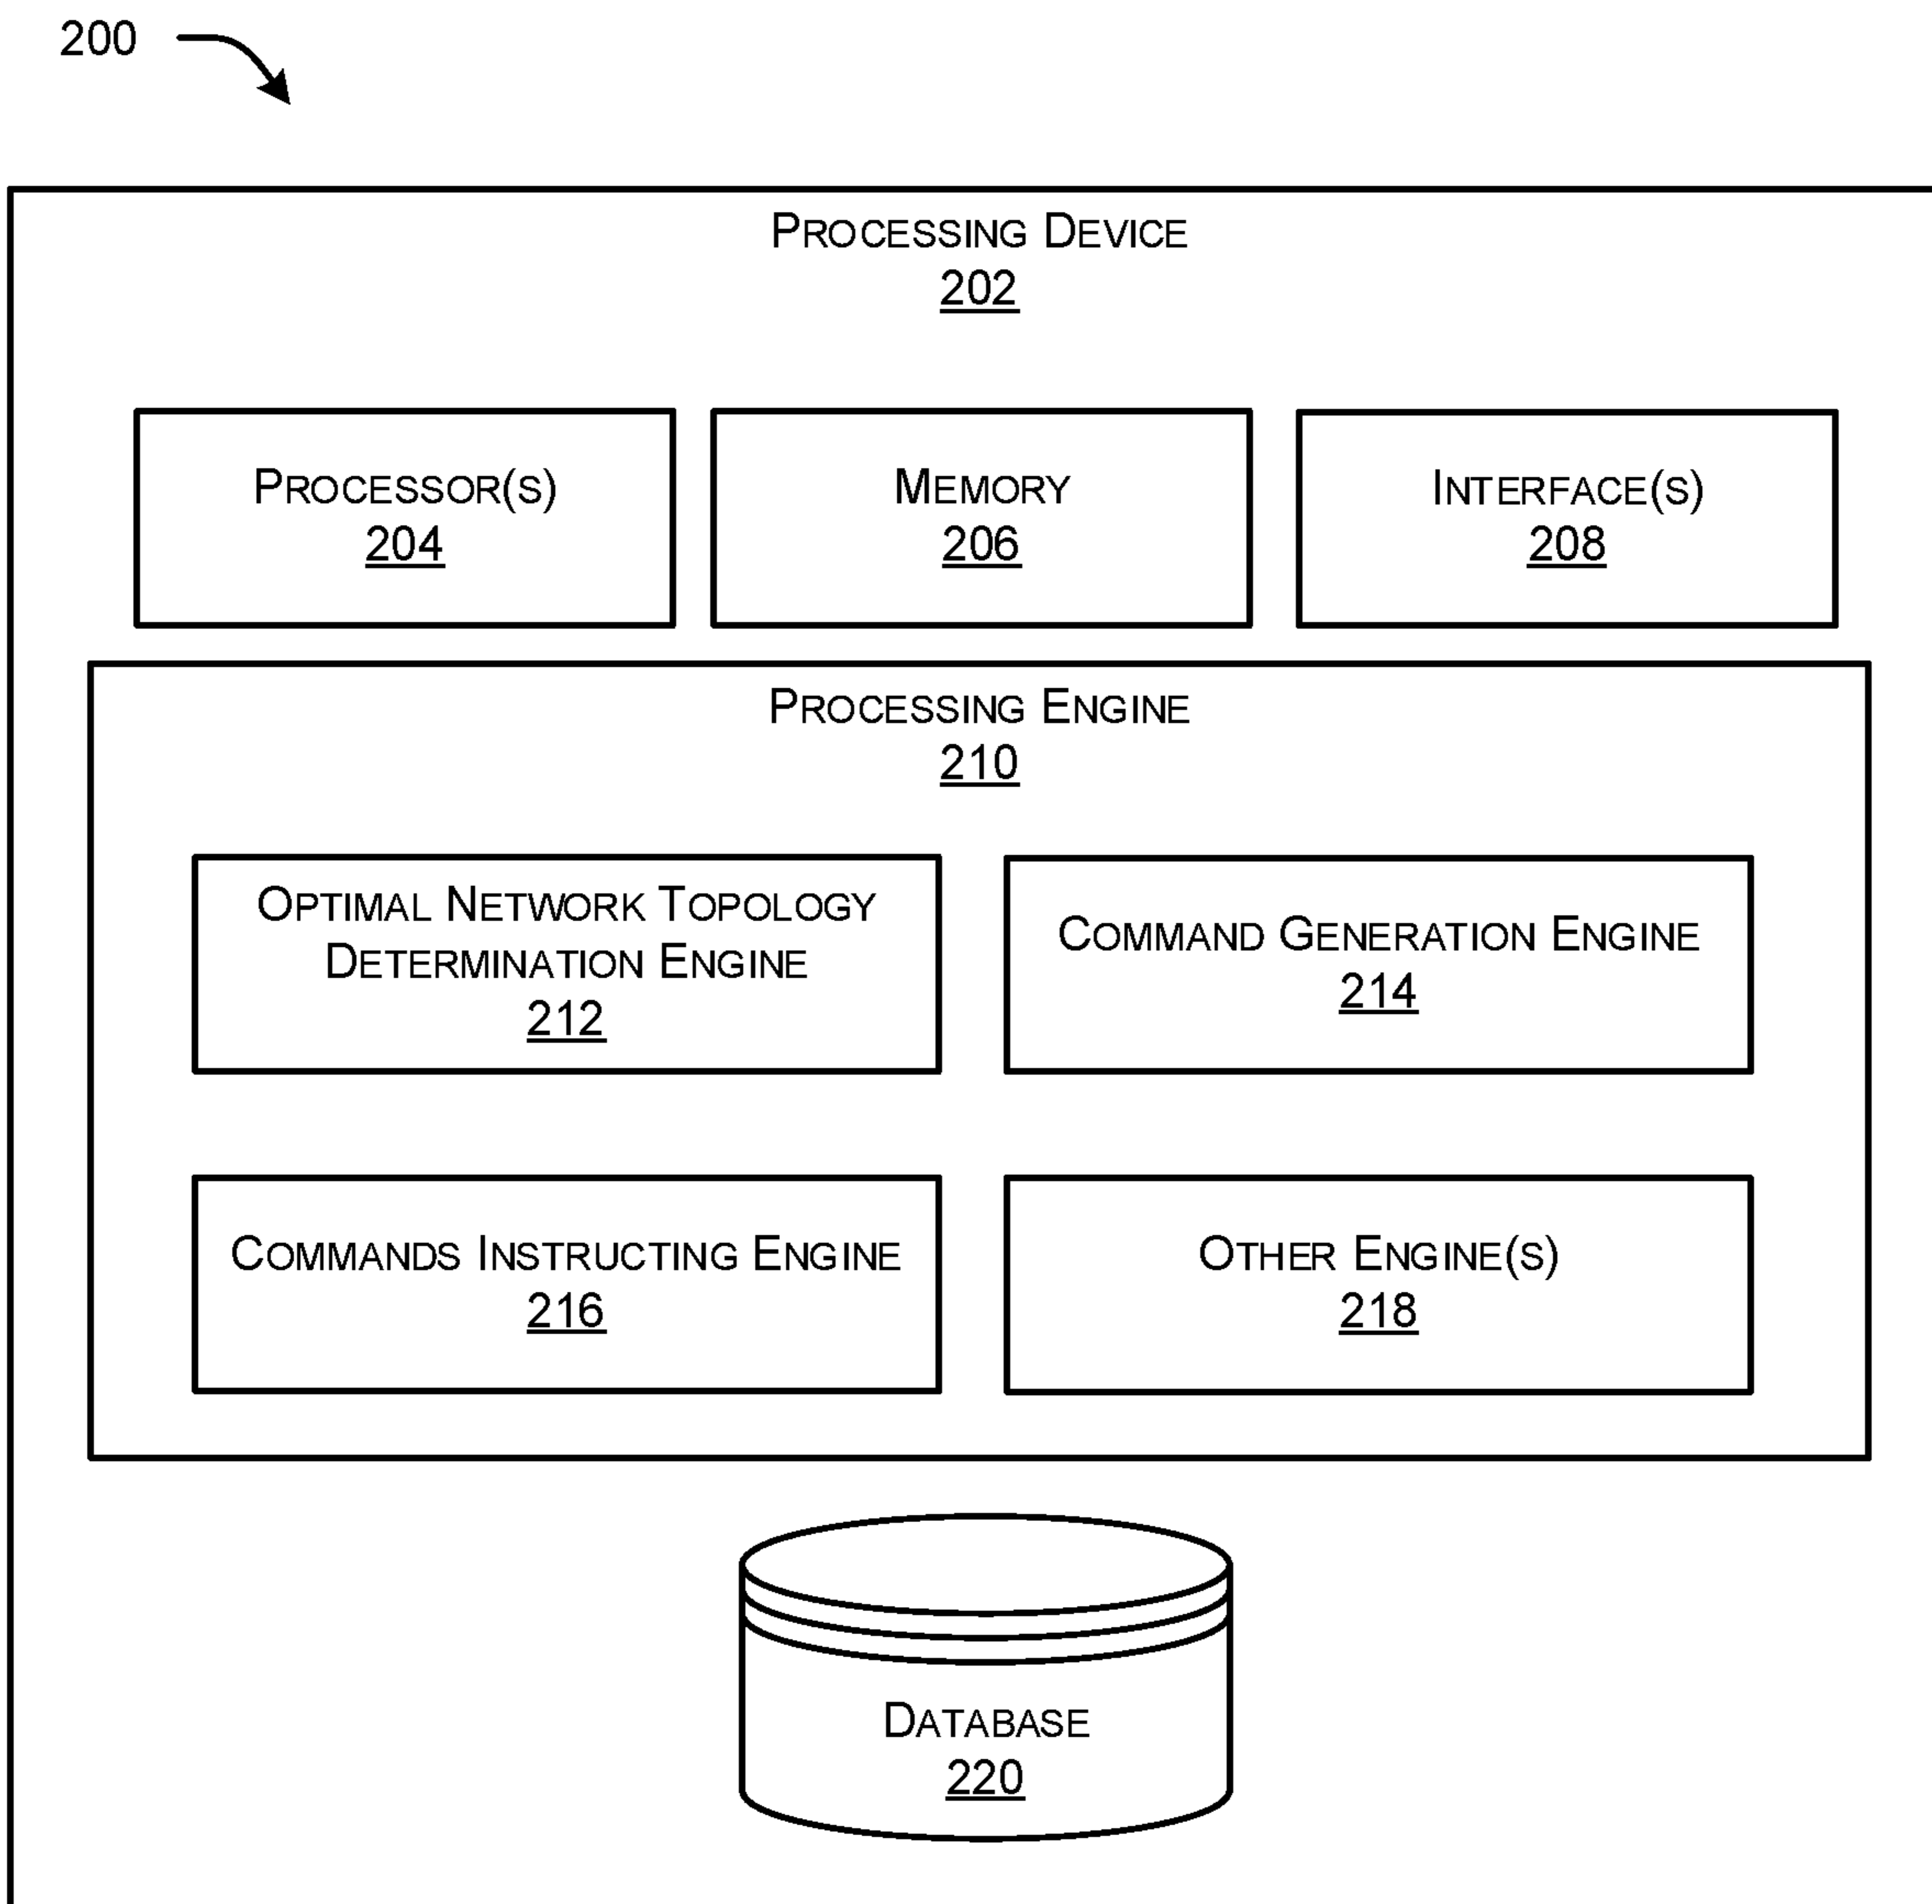 200
PROCESSING DEVICE
202
PROCESSOR(S)
204
MEMORY
206
INTERFACE(S)
208
PROCESSING ENGINE
210
OPTIMAL NETWORK TOPOLOGY
DETERMINATION ENGINE
212
COMMAND GENERATION ENGINE
214
COMMANDS INSTRUCTING ENGINE
216
OTHER ENGINE(S)
218
DATABASE
220